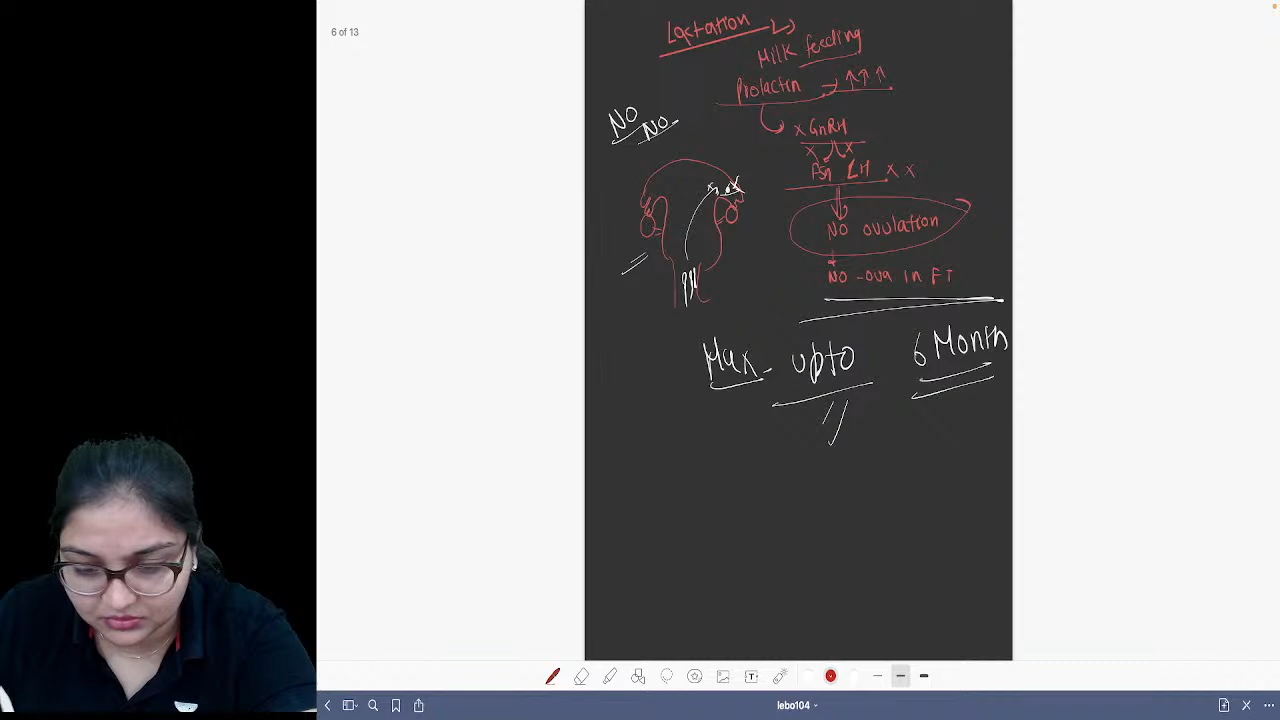 6 of 13
Lactation
Milk feeding
Prolactin → ↑↑↑
NO
NO
x GnRH
x x
FSH LH x x
NO ovulation
NO -ova in FT
Max - upto 6 Month
lebo104